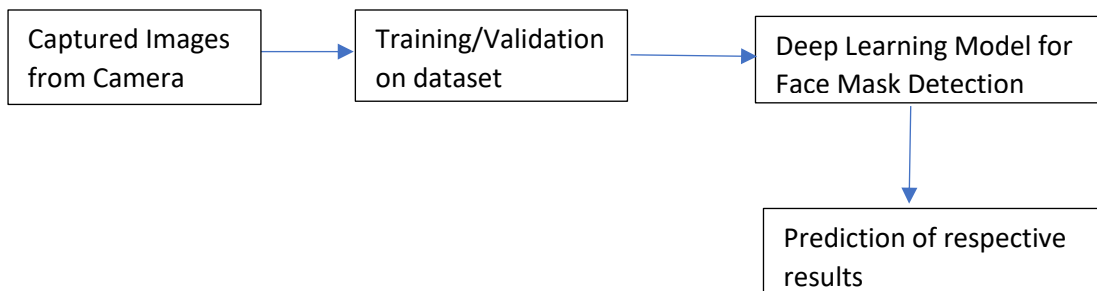 Captured Images
from Camera
Training/Validation
on dataset
Deep Learning Model for
Face Mask Detection
Prediction of respective
results